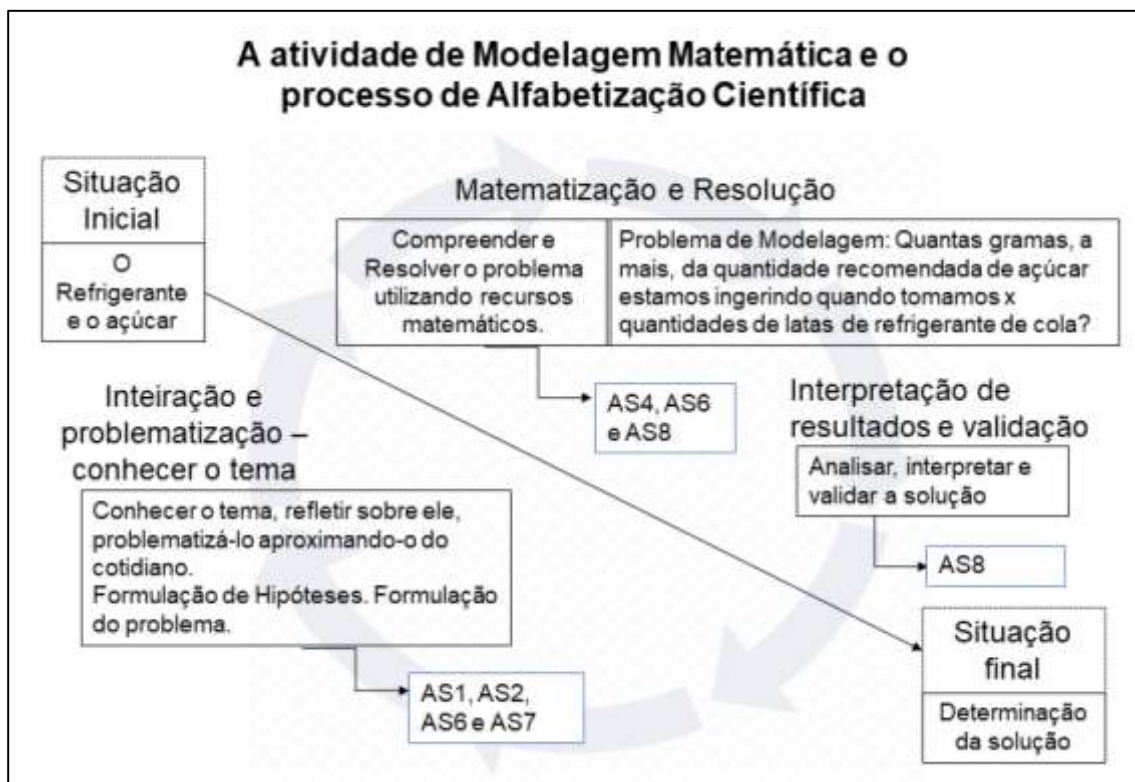 A atividade de Modelagem Matemática e o
processo de Alfabetização Científica
Situação
Inicial
O
Refrigerante
e o açúcar
Matematização e Resolução
Compreender e
Resolver o problema
utilizando recursos
matemáticos.
Problema de Modelagem: Quantas gramas, a
mais, da quantidade recomendada de açúcar
estamos ingerindo quando tomamos x
quantidades de latas de refrigerante de cola?
AS4, AS6
e AS8
Inteiração e
problematização –
conhecer o tema
Conhecer o tema, refletir sobre ele,
problematizá-lo aproximando-o do
cotidiano.
Formulação de Hipóteses. Formulação
do problema.
AS1, AS2,
AS6 e AS7
Interpretação de
resultados e validação
Analisar, interpretar e
validar a solução
AS8
Situação
final
Determinação
da solução